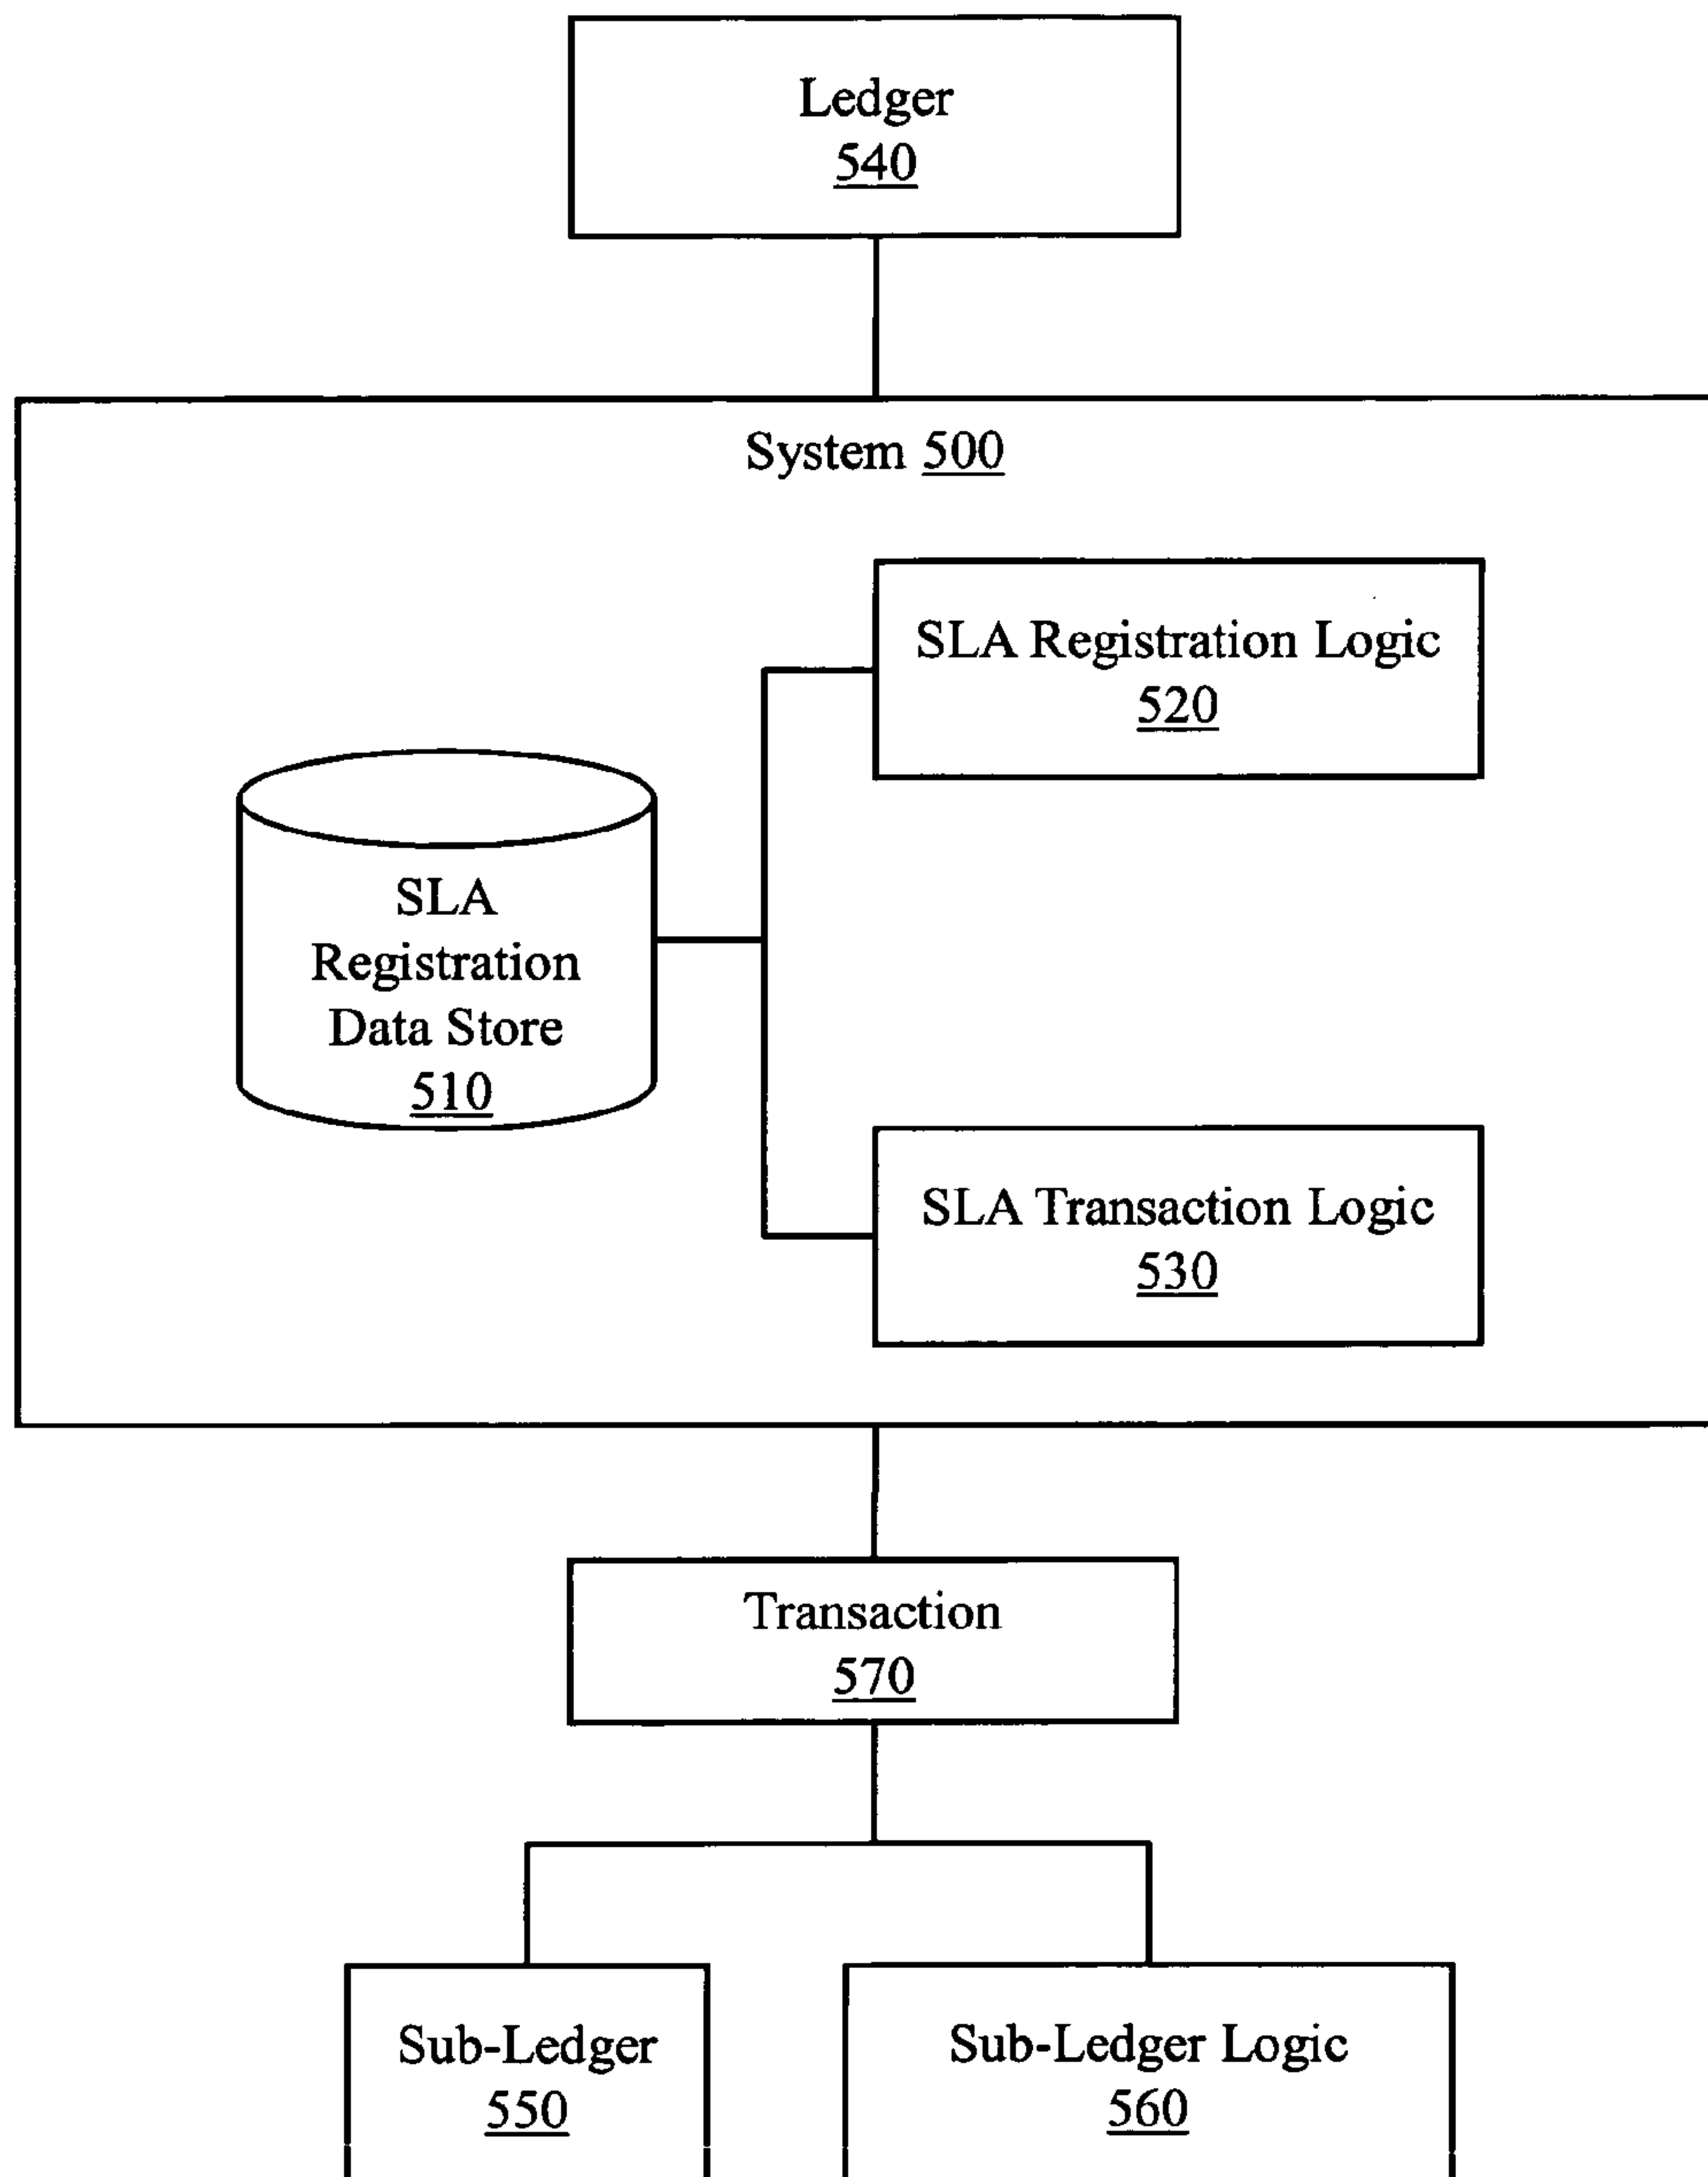 Ledger
540
System 500
SLA Registration Logic
520
SLA
Registration
Data Store
510
SLA Transaction Logic
530
Transaction
570
Sub-Ledger
550
Sub-Ledger Logic
560